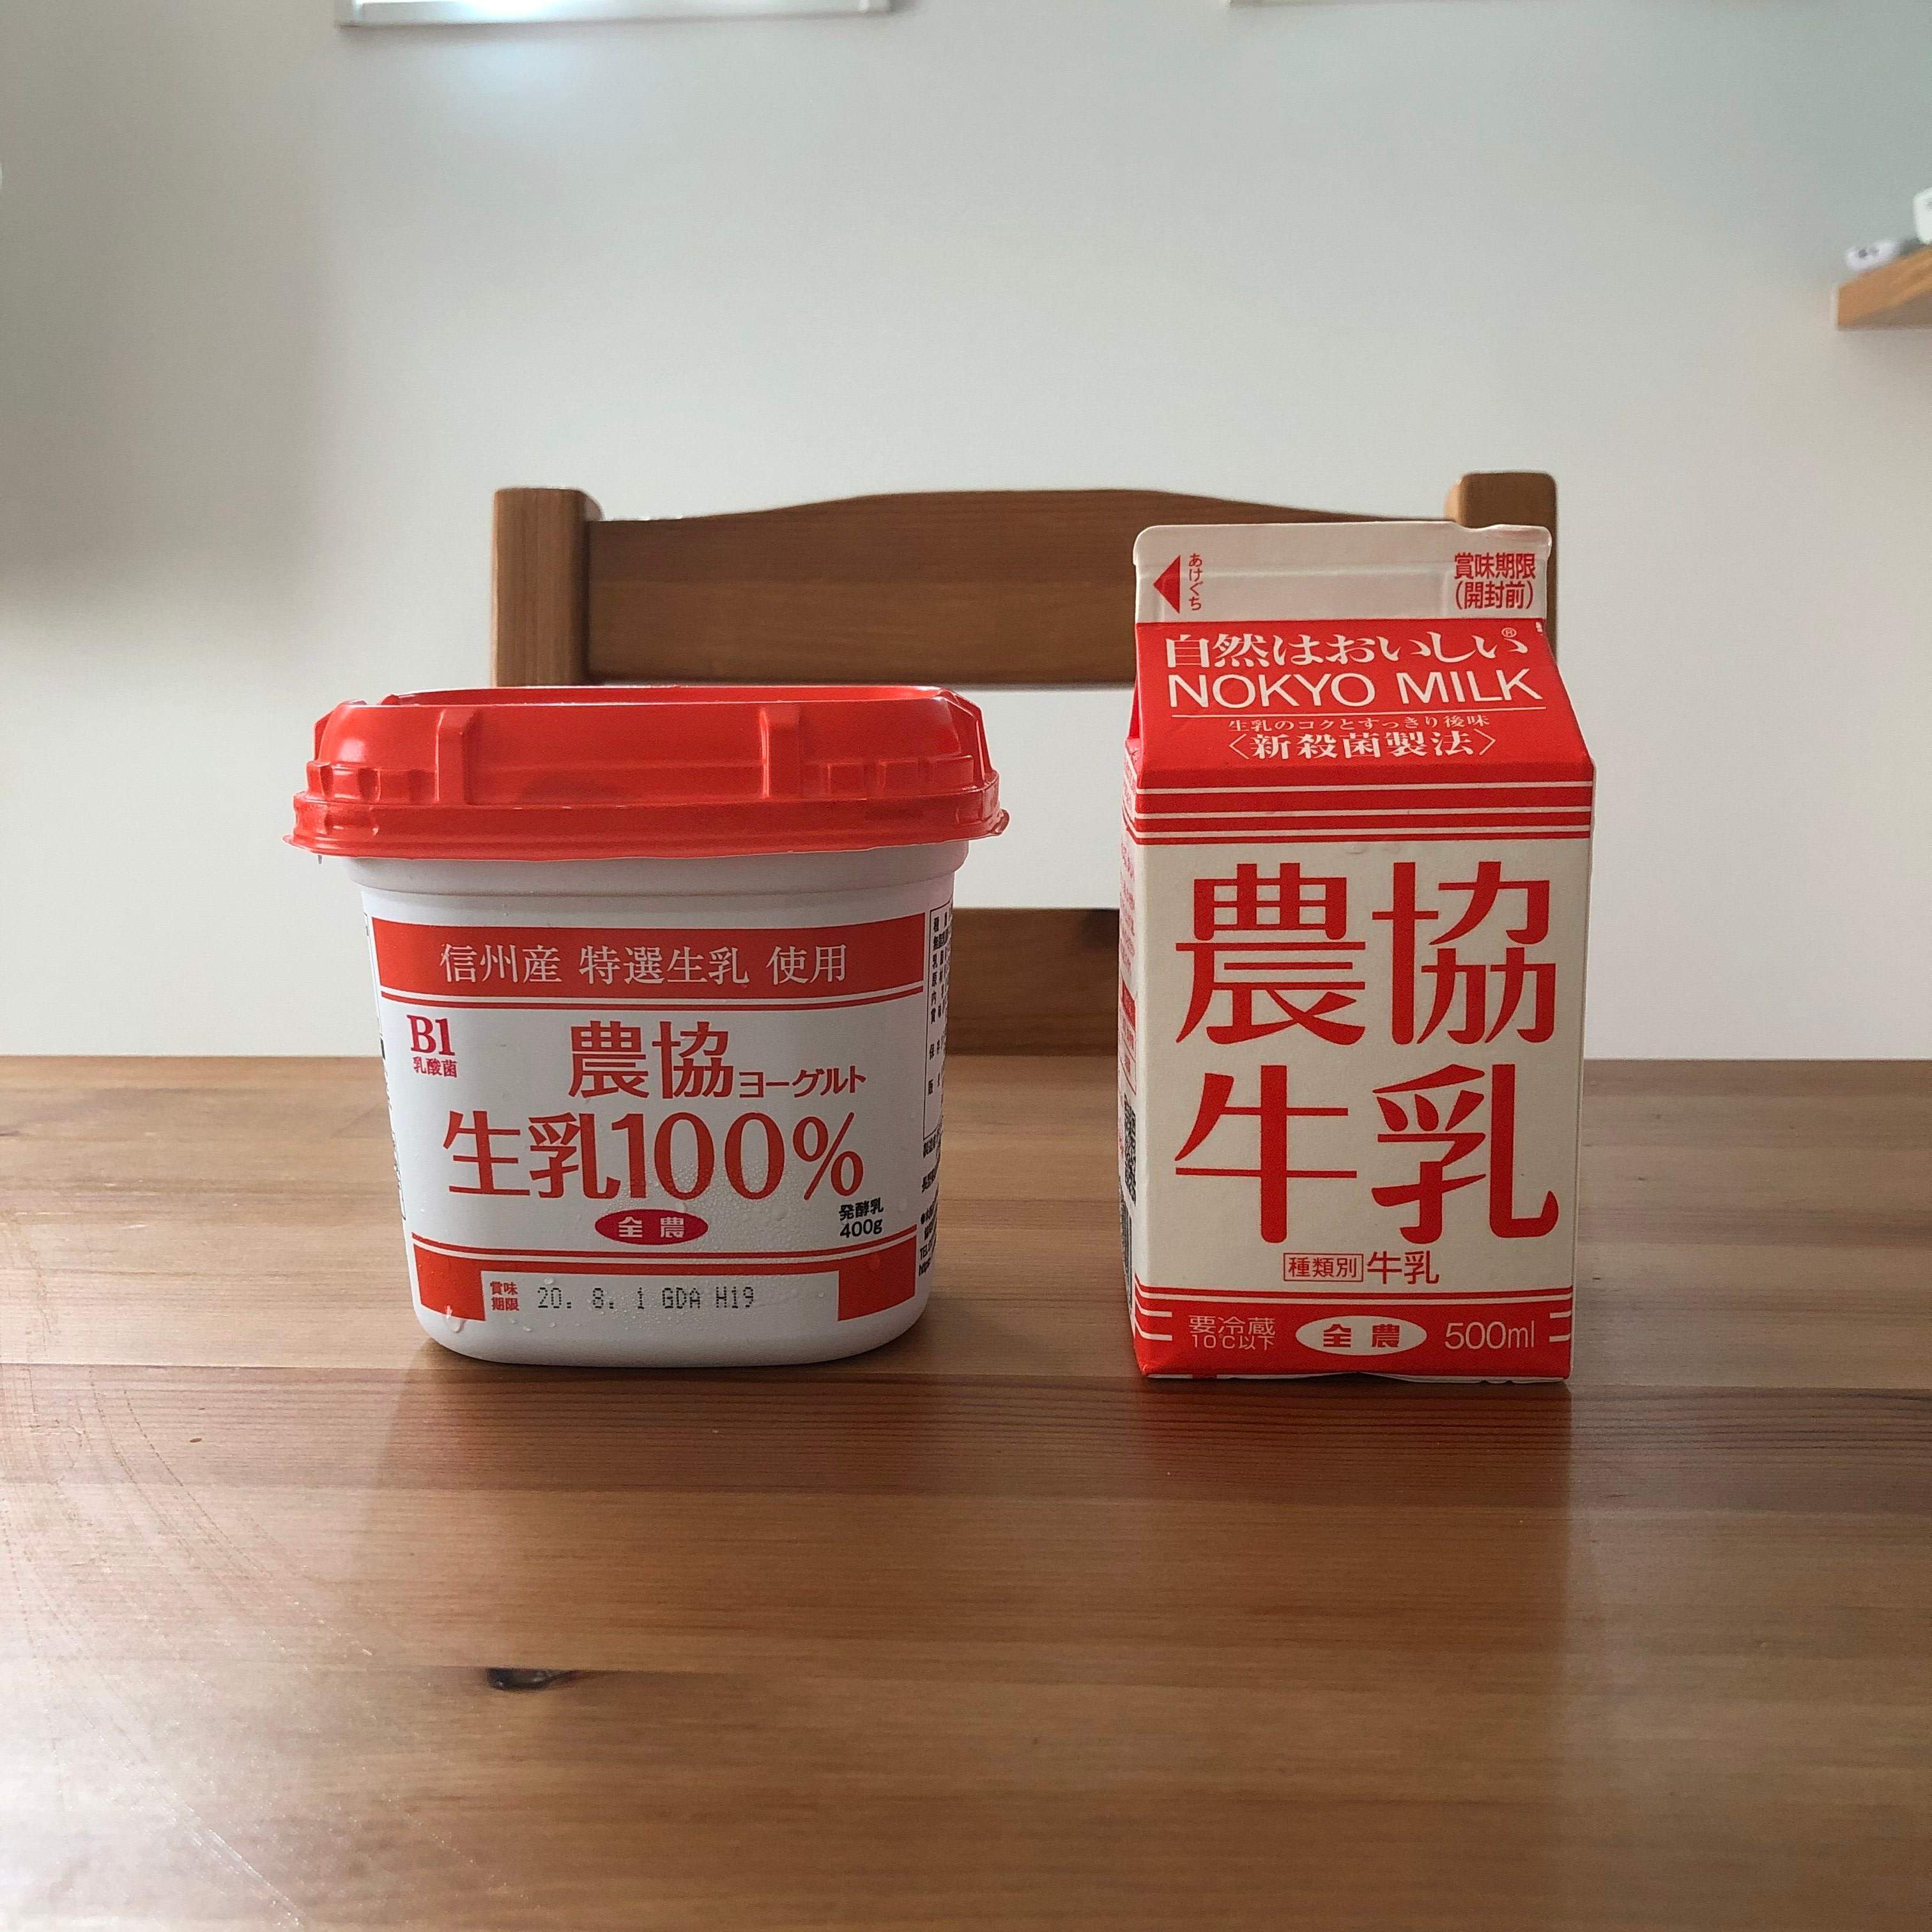 信州産 特選生乳 使用
B1
乳酸菌
農協ヨーグルト
生乳100%
全農
発酵乳
400g
賞味
期限
20. 8. 1 GDA H19
あけぐち
賞味期限
(開封前)
自然はおいしい®
NOKYO MILK
生乳のコクとすっきり後味
〈新殺菌製法〉
農協
牛乳
種類別 牛乳
要冷蔵
10℃以下
全農
500ml